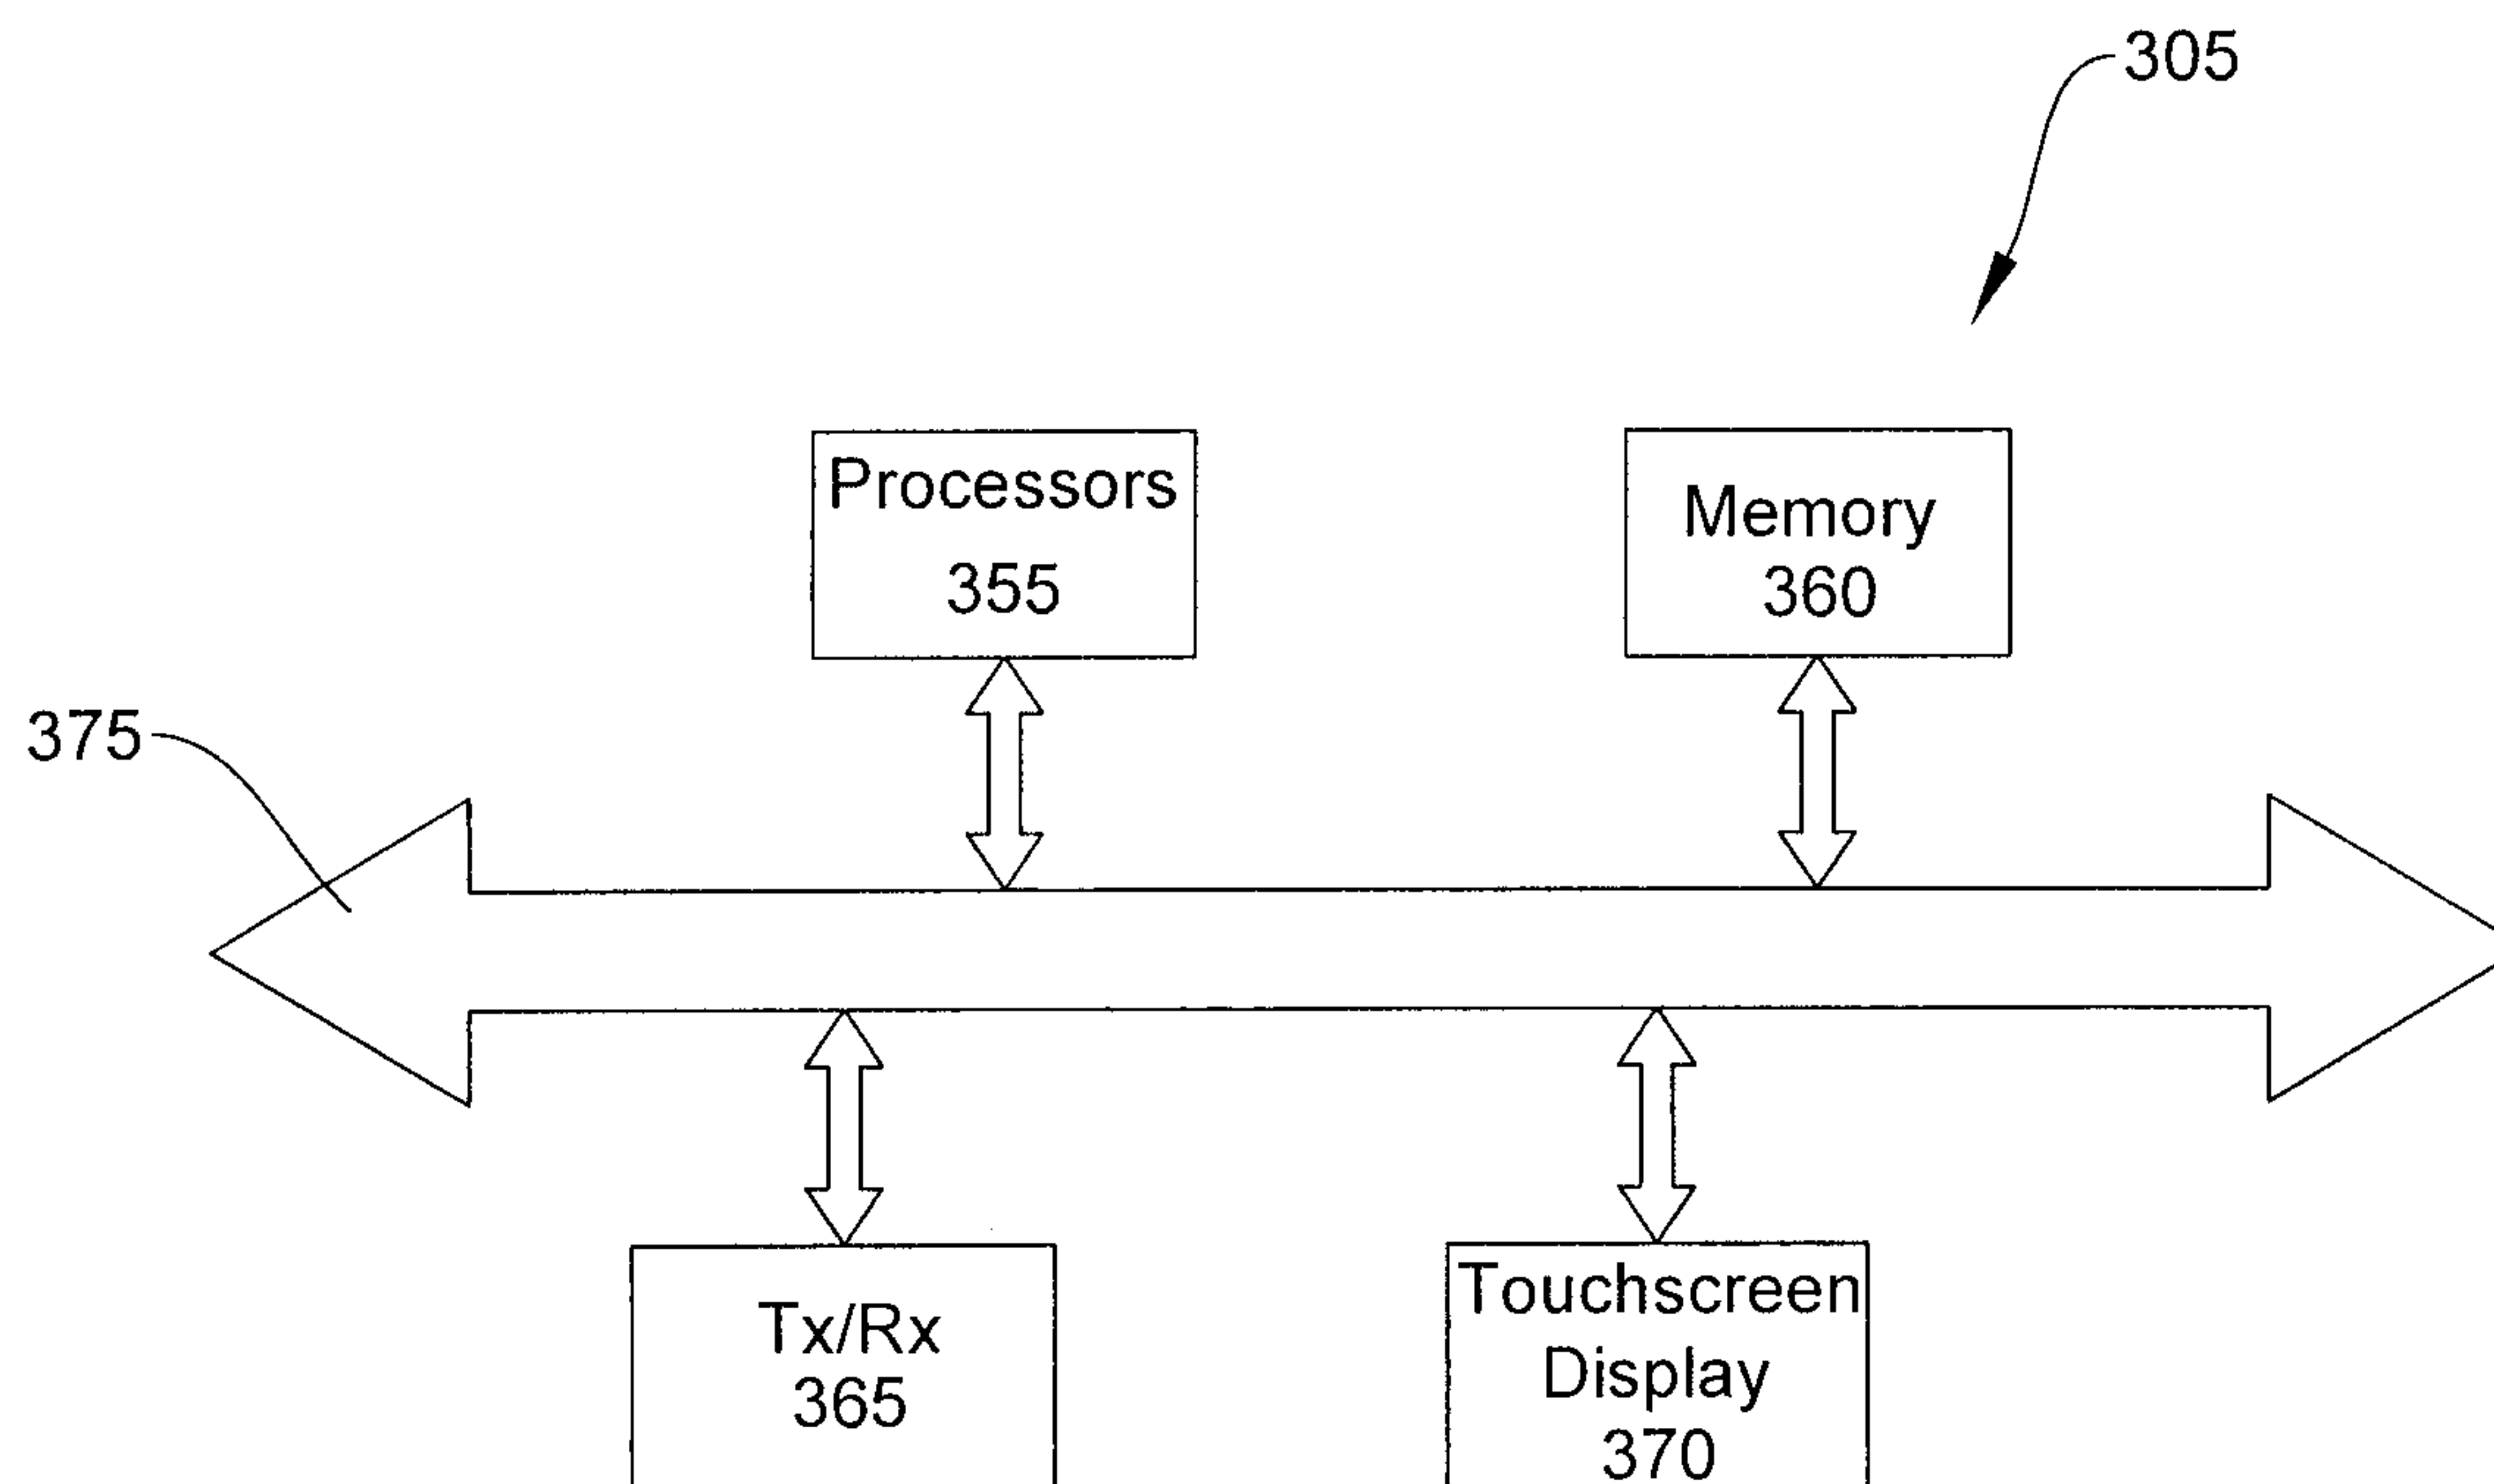 305
Processors
355
Memory
360
375
Tx/Rx
365
Touchscreen
Display
370